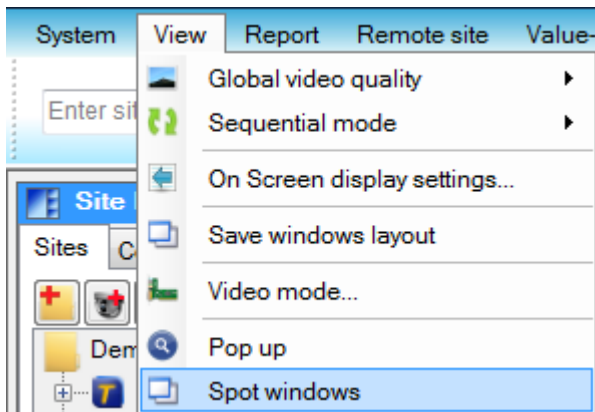 System View Report Remote site Value-
Global video quality
Enter sit
Sequential mode
On Screen display settings...
Site
Sites C
Save windows layout
Video mode...
Dem
Pop up
Spot windows